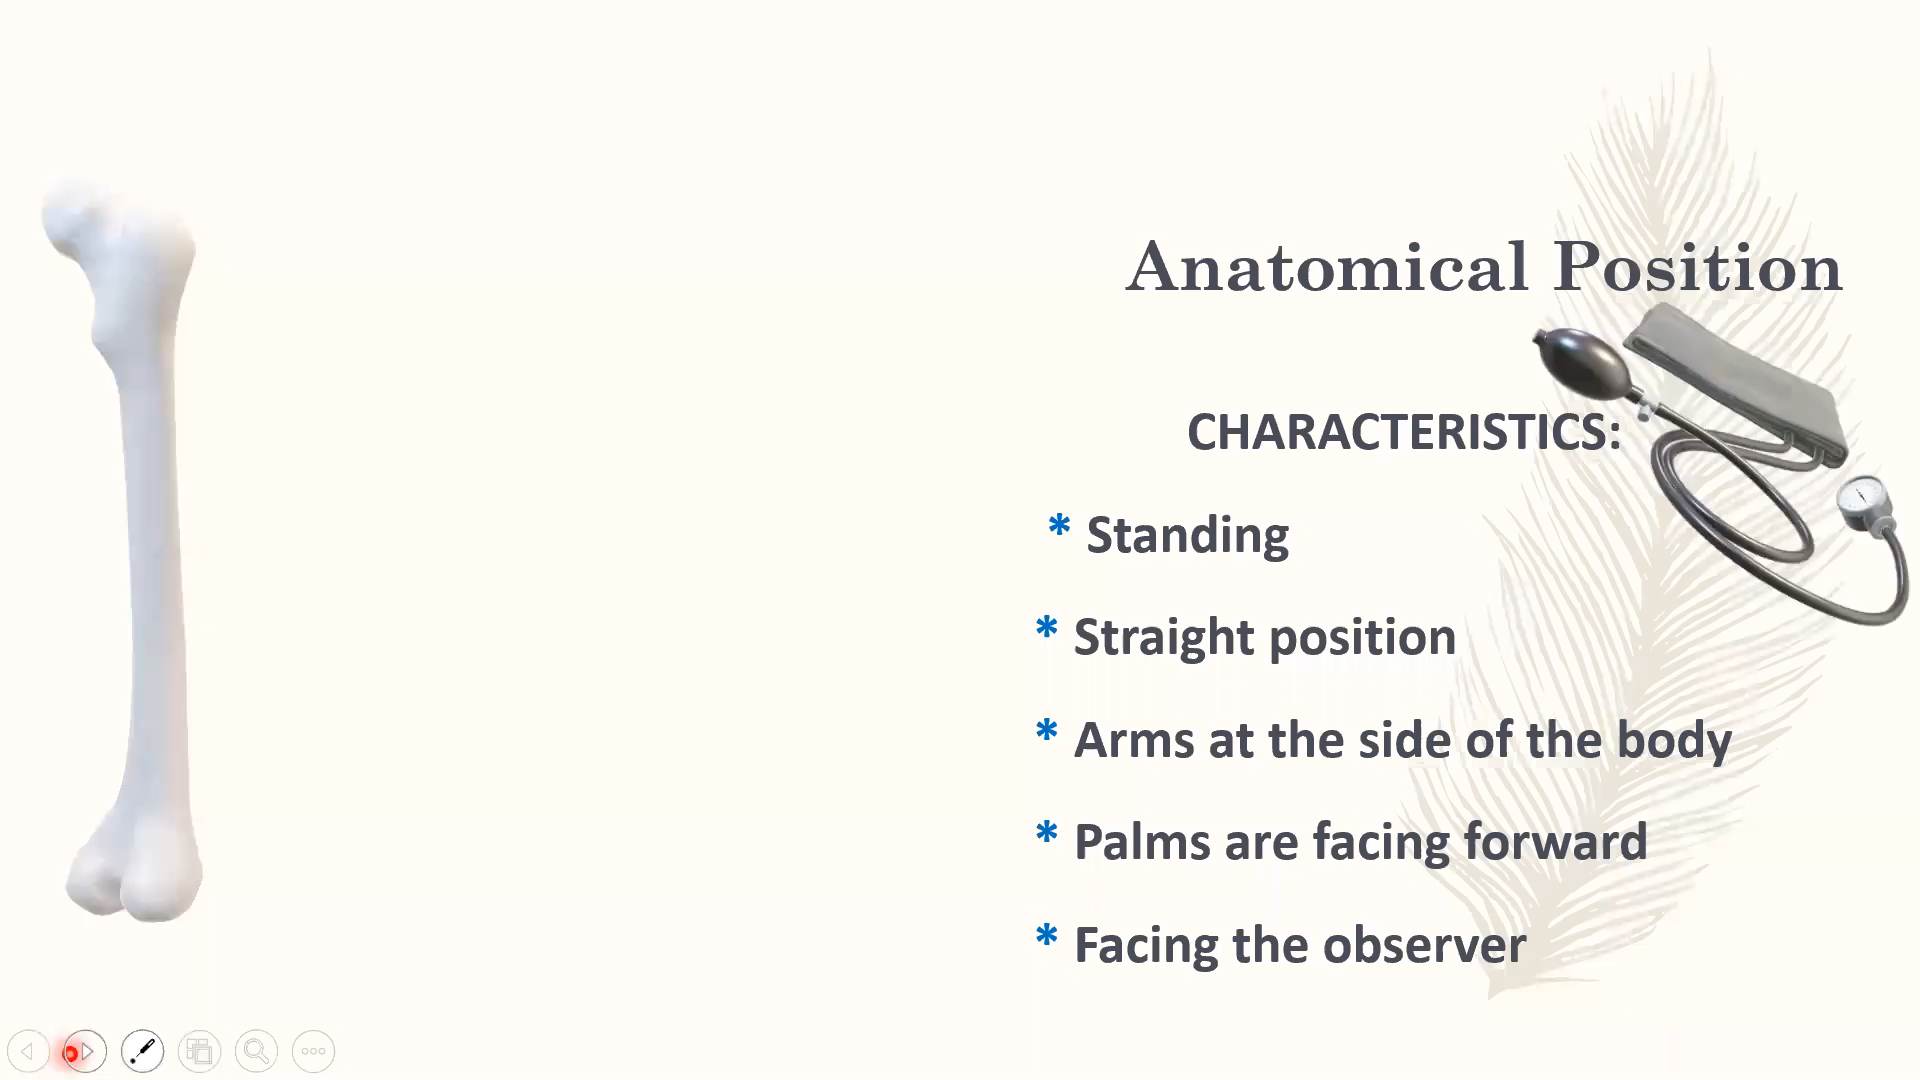 Anatomical Position
CHARACTERISTICS:
* Standing
* Straight position
* Arms at the side of the body
* Palms are facing forward
* Facing the observer